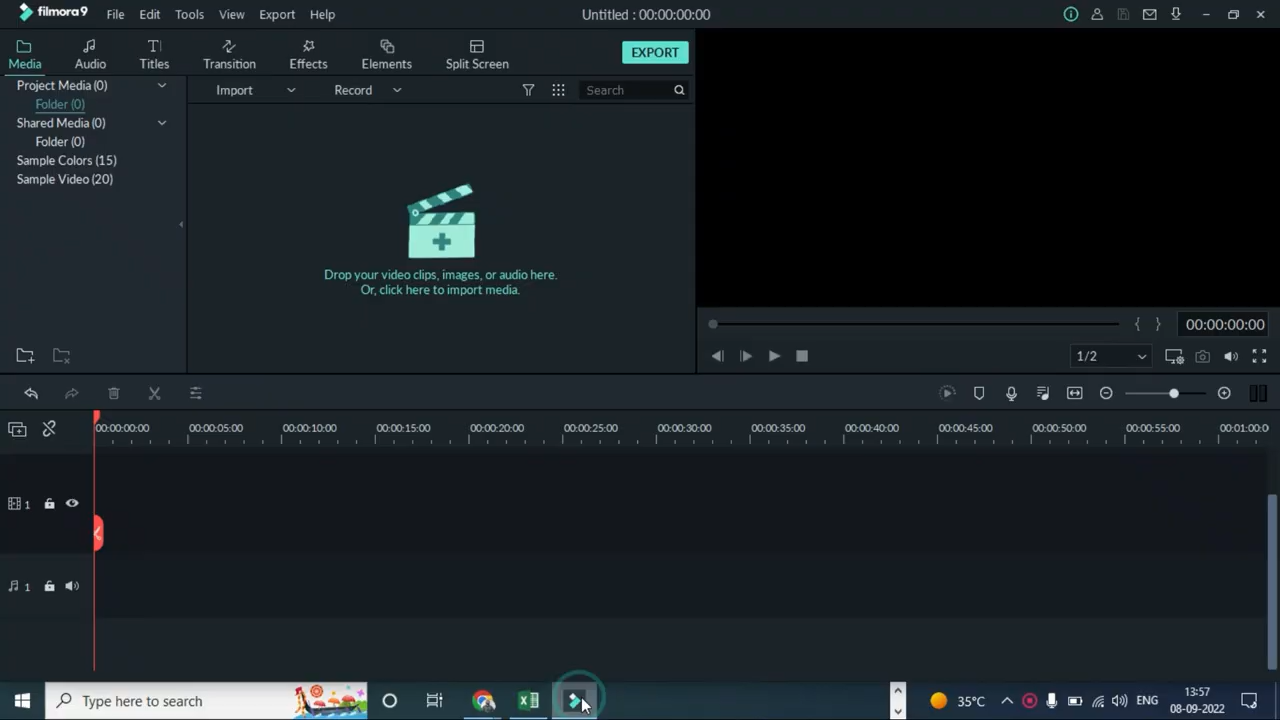 filmora9 File Edit Tools View Export Help Untitled : 00:00:00:00
Media Audio Titles Transition Effects Elements Split Screen EXPORT
Project Media (0)
Folder (0)
Shared Media (0)
Folder (0)
Sample Colors (15)
Sample Video (20)
Import Record Search
Drop your video clips, images, or audio here.
Or, click here to import media.
00:00:00:00
1/2
00:00:00:00 00:00:05:00 00:00:10:00 00:00:15:00 00:00:20:00 00:00:25:00 00:00:30:00 00:00:35:00 00:00:40:00 00:00:45:00 00:00:50:00 00:00:55:00 00:01:00:0
1
1
Type here to search 35°C ENG 13:57
08-09-2022